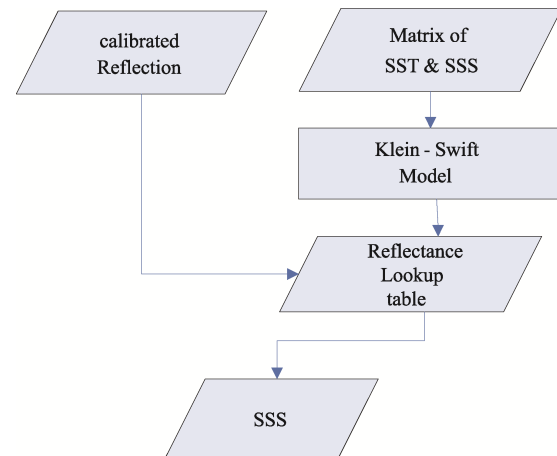 calibrated
Reflection
Matrix of
SST & SSS
Klein - Swift
Model
Reflectance
Lookup
table
SSS